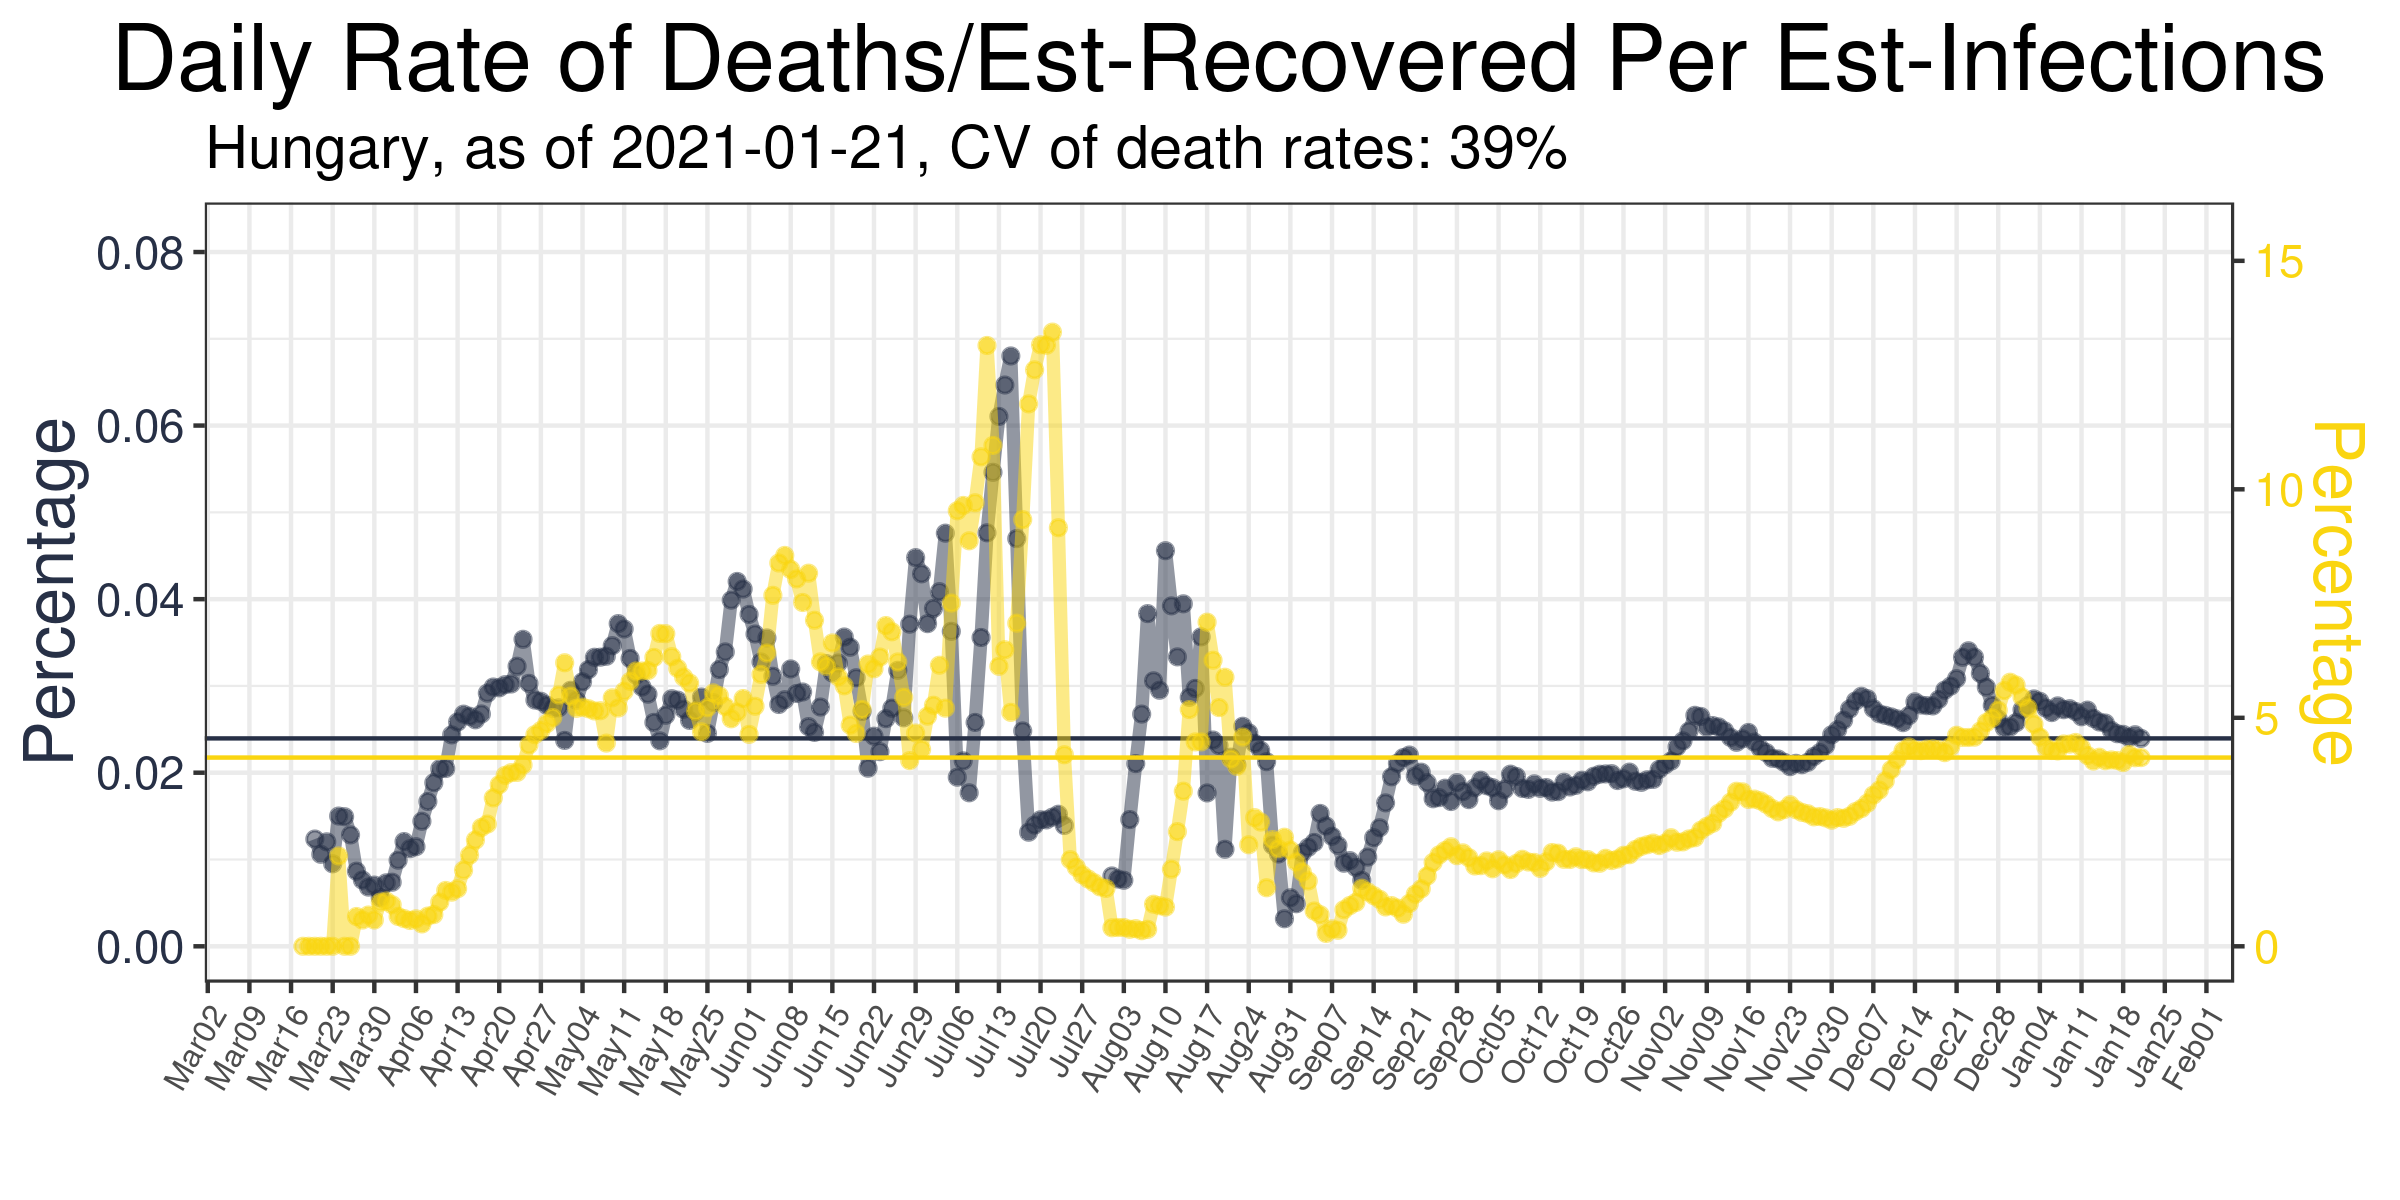 Daily Rate of Deaths/Est-Recovered Per Est-Infections
Hungary, as of 2021-01-21, CV of death rates: 39%
Percentage
0.08
0.06
0.04
0.02
0.00
15
10
5
0
Percentage
Mar02 Mar09 Mar16 Mar23 Mar30 Apr06 Apr13 Apr20 Apr27 May04 May11 May18 May25 Jun01 Jun08 Jun15 Jun22 Jun29 Jul06 Jul13 Jul20 Jul27 Aug03 Aug10 Aug17 Aug24 Aug31 Sep07 Sep14 Sep21 Sep28 Oct05 Oct12 Oct19 Oct26 Nov02 Nov09 Nov16 Nov23 Nov30 Dec07 Dec14 Dec21 Dec28 Jan04 Jan11 Jan18 Jan25 Feb01